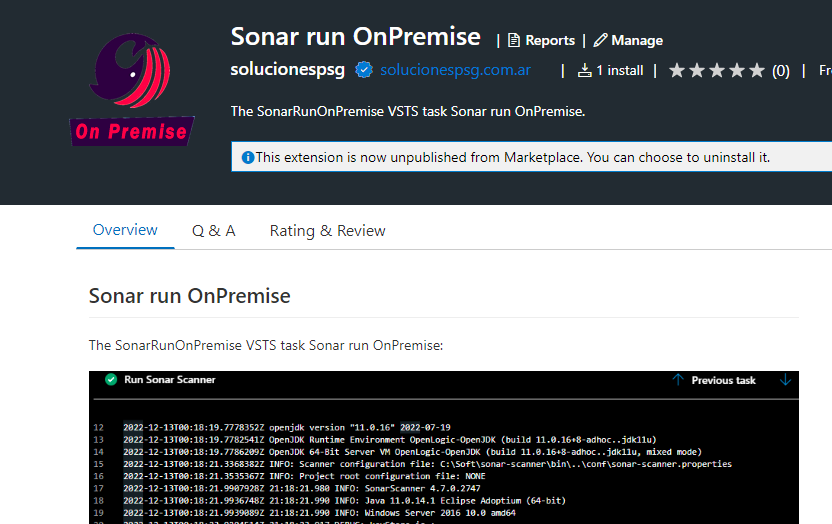 Sonar run OnPremise | Reports | Manage
solucionespsg solucionespsg.com.ar | 1 install | (0) | Fr
On Premise
The SonarRunOnPremise VSTS task Sonar run OnPremise.
This extension is now unpublished from Marketplace. You can choose to uninstall it.
Overview Q & A Rating & Review
Sonar run OnPremise
The SonarRunOnPremise VSTS task Sonar run OnPremise:
Run Sonar Scanner Previous task
12 2022-12-13T00:18:19.7778352Z openjdk version "11.0.16" 2022-07-19
13 2022-12-13T00:18:19.7782541Z OpenJDK Runtime Environment OpenLogic-OpenJDK (build 11.0.16+8-adhoc..jdk11u)
14 2022-12-13T00:18:19.7786209Z OpenJDK 64-Bit Server VM OpenLogic-OpenJDK (build 11.0.16+8-adhoc..jdk11u, mixed mode)
15 2022-12-13T00:18:21.3368382Z INFO: Scanner configuration file: C:\Soft\sonar-scanner\bin\..\conf\sonar-scanner.properties
16 2022-12-13T00:18:21.3535367Z INFO: Project root configuration file: NONE
17 2022-12-13T00:18:21.9907928Z 21:18:21.980 INFO: SonarScanner 4.7.0.2747
18 2022-12-13T00:18:21.9936748Z 21:18:21.990 INFO: Java 11.0.14.1 Eclipse Adoptium (64-bit)
19 2022-12-13T00:18:21.9939089Z 21:18:21.990 INFO: Windows Server 2016 10.0 amd64